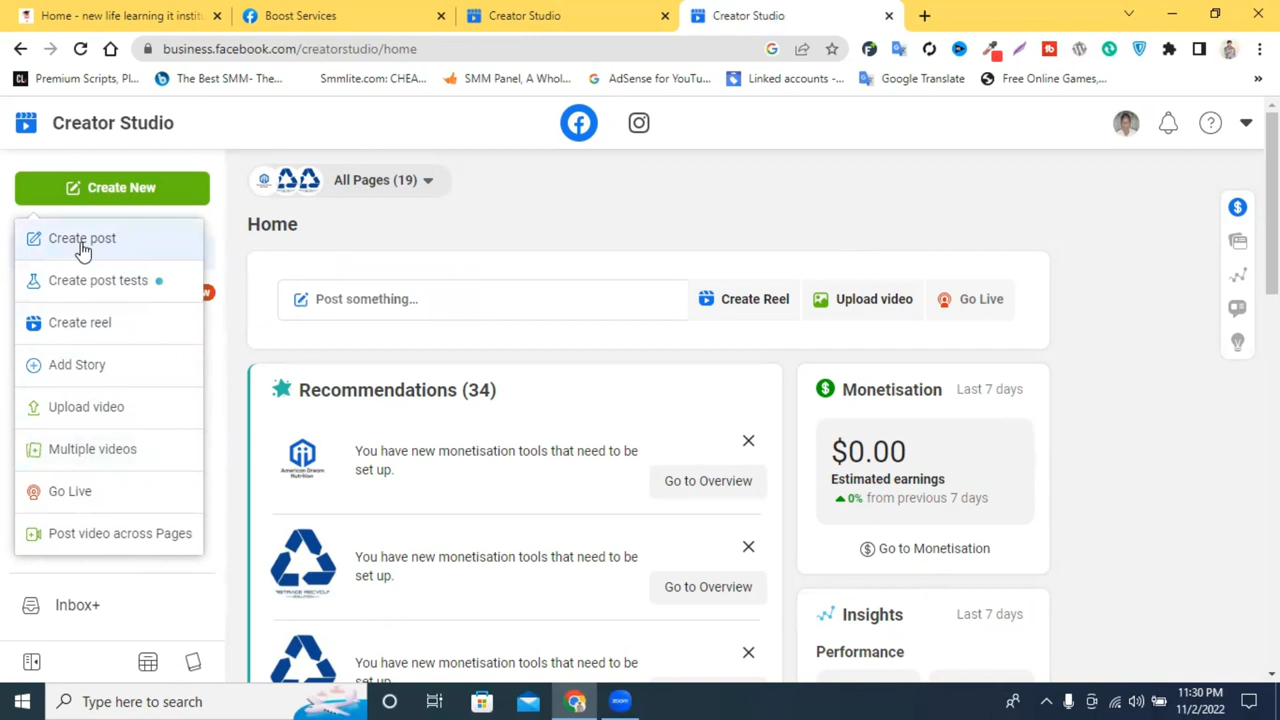 Home - new life learning it institu
Boost Services
Creator Studio
Creator Studio
business.facebook.com/creatorstudio/home
Premium Scripts, Pl...
The Best SMM- The...
Smmlite.com: CHEA...
SMM Panel, A Whol...
AdSense for YouTu...
Linked accounts -...
Google Translate
Free Online Games,...
Creator Studio
Create New
All Pages (19)
Home
Create post
Create post tests
Create reel
Add Story
Upload video
Multiple videos
Go Live
Post video across Pages
Inbox+
Post something...
Create Reel
Upload video
Go Live
Recommendations (34)
American Dream
Nutrition
You have new monetisation tools that need to be
set up.
Go to Overview
You have new monetisation tools that need to be
set up.
Go to Overview
You have new monetisation tools that need to be
Monetisation
Last 7 days
$0.00
Estimated earnings
0% from previous 7 days
Go to Monetisation
Insights
Last 7 days
Performance
Type here to search
zoom
11:30 PM
11/2/2022